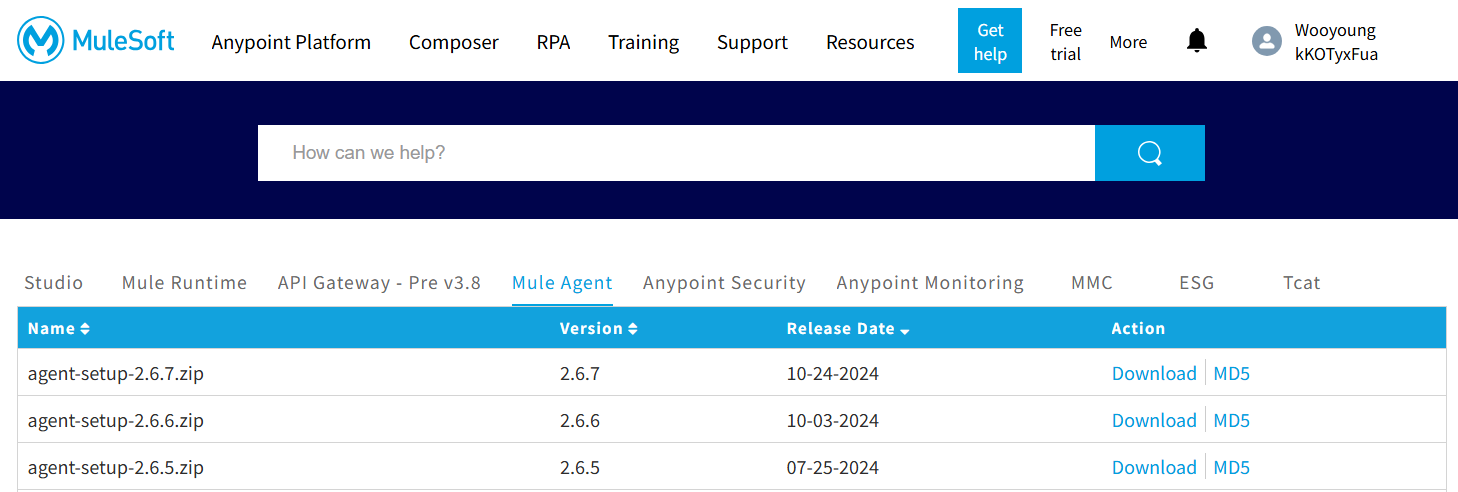 MuleSoft Anypoint Platform Composer RPA Training Support Resources Get help Free trial More Wooyoung kKOTyxFua
How can we help?
Studio Mule Runtime API Gateway - Pre v3.8 Mule Agent Anypoint Security Anypoint Monitoring MMC ESG Tcat
Name Version Release Date Action
agent-setup-2.6.7.zip 2.6.7 10-24-2024 Download MD5
agent-setup-2.6.6.zip 2.6.6 10-03-2024 Download MD5
agent-setup-2.6.5.zip 2.6.5 07-25-2024 Download MD5